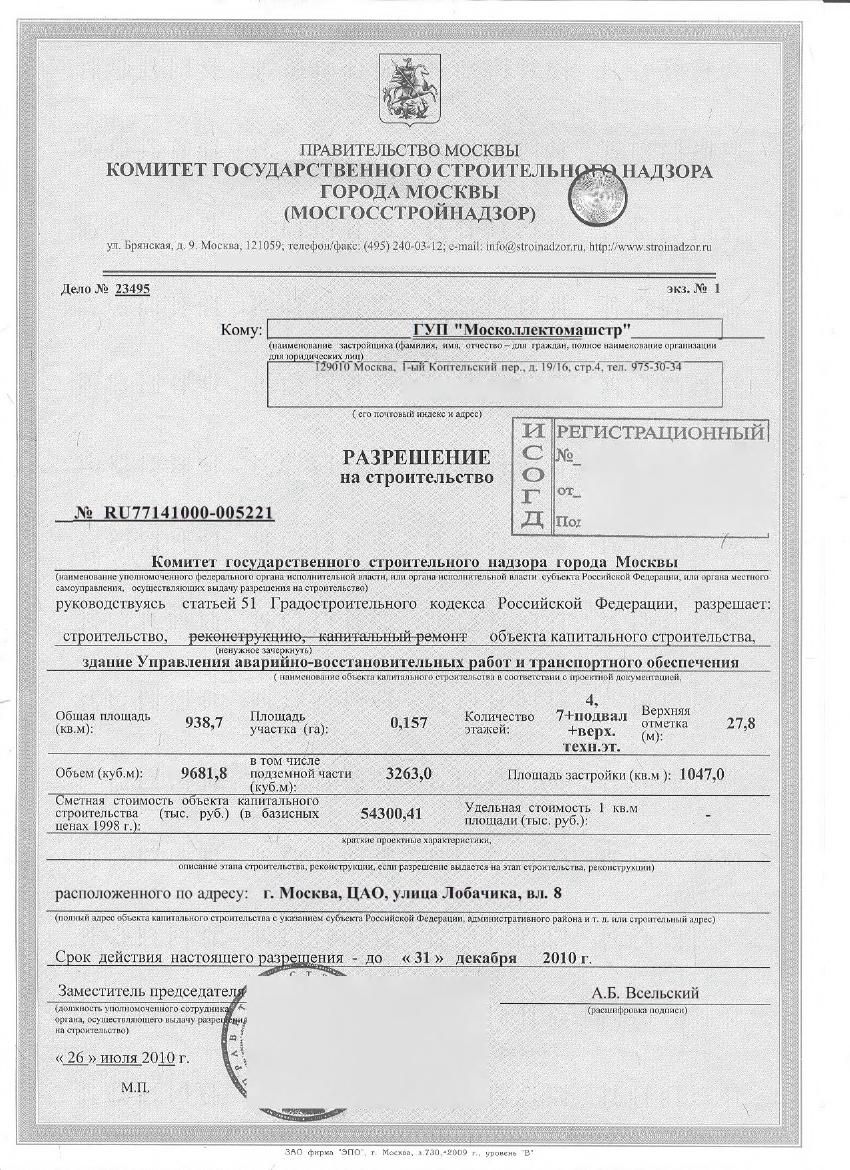 ПРАВИТЕЛЬСТВО МОСКВЫ
КОМИТЕТ ГОСУДАРСТВЕННОГО СТРОИТЕЛЬНОГО НАДЗОРА
ГОРОДА МОСКВЫ
(МОСГОССТРОЙНАДЗОР)
ул. Брянская, д. 9. Москва, 121059; телефон/факс: (495) 240-03-12; e-mail: info@stroinadzor.ru, http://www.stroinadzor.ru
Дело № 23495 экз. № 1
Кому: ГУП "Москоллектомашстр"
(наименование застройщика (фамилия, имя, отчество – для граждан, полное наименование организации
для юридических лиц)
129010 Москва, 1-ый Коптельский пер., д. 19/16, стр.4, тел. 975-30-34
( его почтовый индекс и адрес)
ИСОГД
РЕГИСТРАЦИОННЫЙ
№
от
РАЗРЕШЕНИЕ
на строительство
№ RU77141000-005221
Комитет государственного строительного надзора города Москвы
(наименование уполномоченного федерального органа исполнительной власти, или органа исполнительной власти субъекта Российской Федерации, или органа местного
самоуправления, осуществляющих выдачу разрешения на строительство)
руководствуясь статьей 51 Градостроительного кодекса Российской Федерации, разрешает:
строительство, реконструкцию, капитальный ремонт объекта капитального строительства,
(ненужное зачеркнуть)
здание Управления аварийно-восстановительных работ и транспортного обеспечения
( наименование объекта капитального строительства в соответствии с проектной документацией,
Общая площадь (кв.м): 938,7 Площадь участка (га): 0,157 Количество этажей: 4, 7+подвал +верх. техн.эт. Верхняя отметка (м): 27,8
Объем (куб.м): 9681,8 в том числе подземной части (куб.м): 3263,0 Площадь застройки (кв.м ): 1047,0
Сметная стоимость объекта капитального строительства (тыс. руб.) (в базисных ценах 1998 г.): 54300,41 Удельная стоимость 1 кв.м площади (тыс. руб.): -
краткие проектные характеристики,
описание этапа строительства, реконструкции, если разрешение выдается на этап строительства, реконструкции)
расположенного по адресу: г. Москва, ЦАО, улица Лобачика, вл. 8
(полный адрес объекта капитального строительства с указанием субъекта Российской Федерации, административного района и т. д. или строительный адрес)
Срок действия настоящего разрешения - до « 31 » декабря 2010 г.
Заместитель председателя А.Б. Всельский
(должность уполномоченного сотрудника (расшифровка подписи)
органа, осуществляющего выдачу разрешения
на строительство)
« 26 » июля 2010 г.
М.П.
ЗАО фирма "ЭПО", г. Москва, з.730, 2009 г., уровень "В"